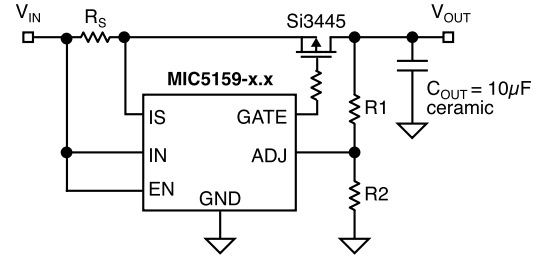 VIN
RS
Si3445
VOUT
MIC5159-x.x
COUT = 10µF
ceramic
IS
GATE
R1
IN
ADJ
EN
GND
R2